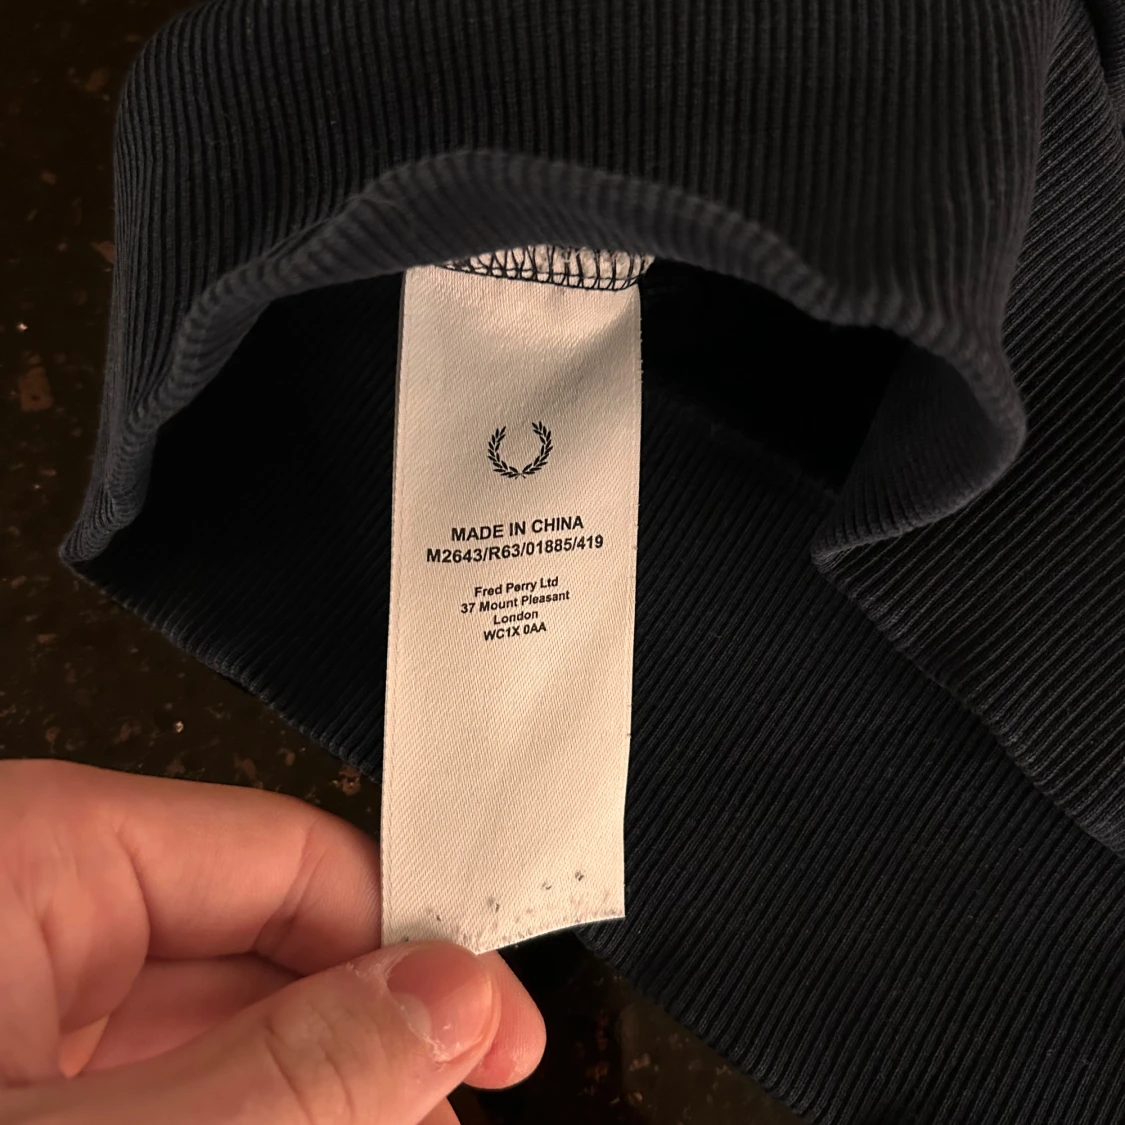 MADE IN CHINA
M2643/R63/01885/419
Fred Perry Ltd
37 Mount Pleasant
London
WC1X 0AA